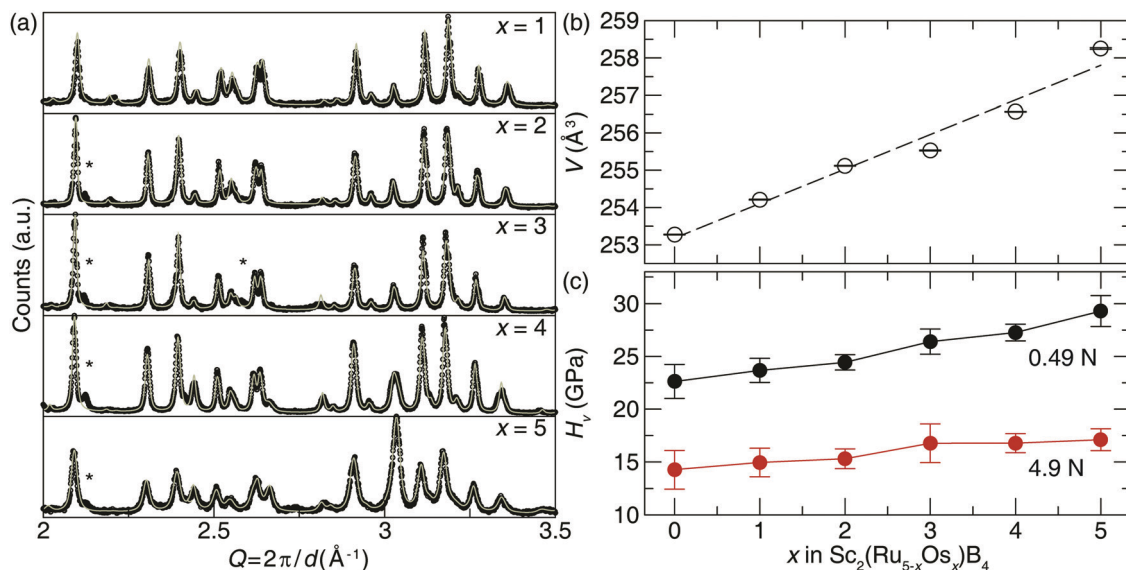 (a)
x = 1
x = 2
*
x = 3
*
*
x = 4
*
x = 5
*
Counts (a.u.)
2
2.5
3
3.5
Q=2π/d(Å⁻¹)
(b)
259
258
257
256
255
254
253
V (Å³)
(c)
30
25
20
15
10
Hᵥ (GPa)
0.49 N
4.9 N
0
1
2
3
4
5
x in Sc₂(Ru₅₋ₓOsₓ)B₄